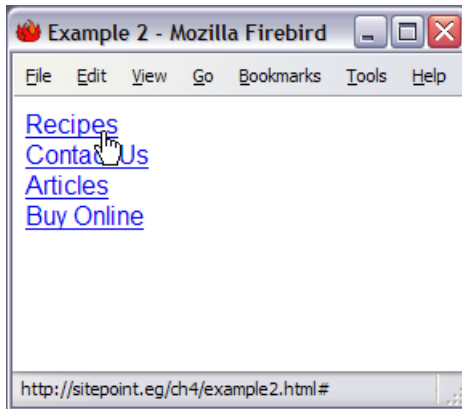 Example 2 - Mozilla Firebird
File Edit View Go Bookmarks Tools Help
Recipes
Contact Us
Articles
Buy Online
http://sitepoint.eg/ch4/example2.html#